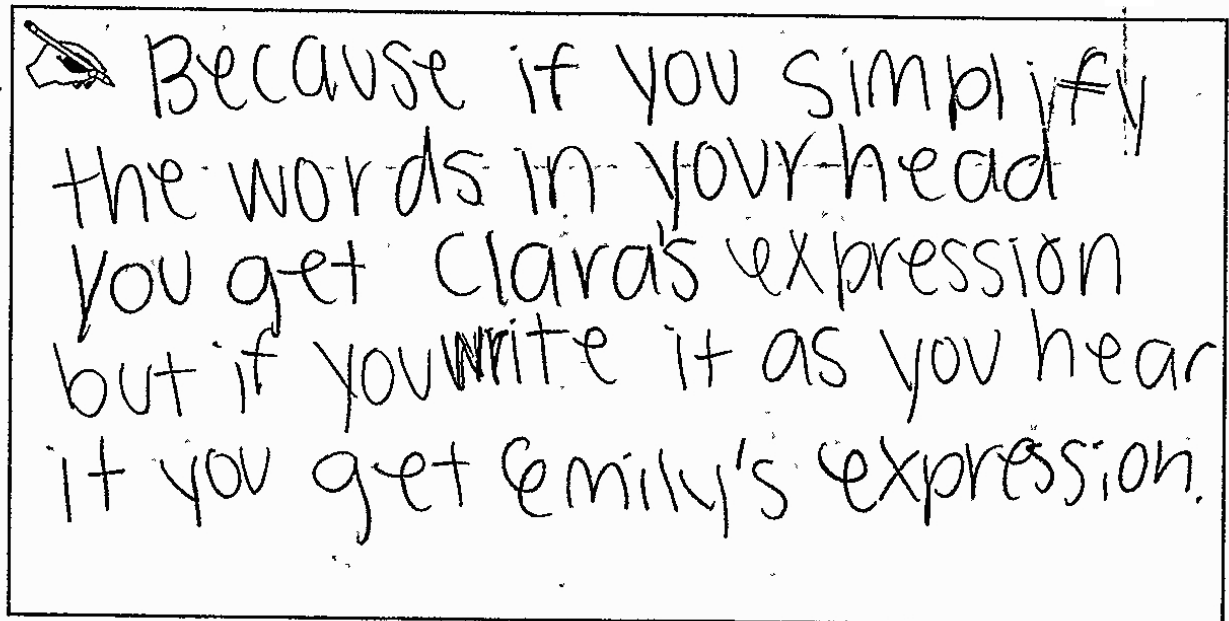 Because if you simplify
the words in your head
you get Clara's expression
but if you write it as you hear
it you get Emily's expression.